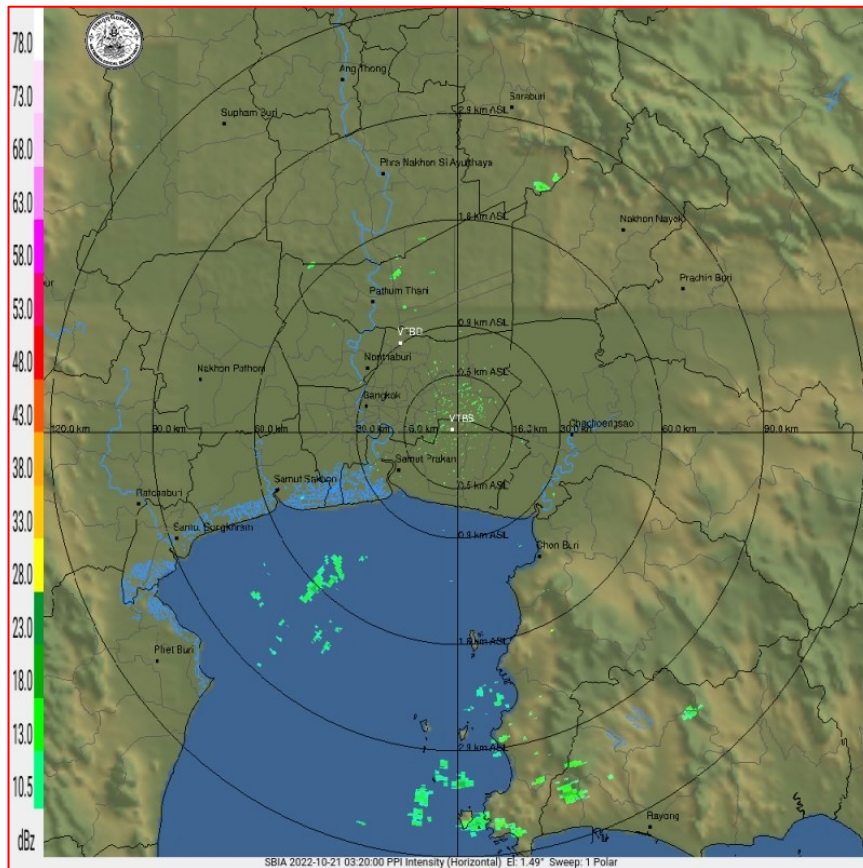 78.0
73.0
68.0
63.0
58.0
53.0
48.0
43.0
38.0
33.0
28.0
23.0
18.0
13.0
10.5
dBz
Ang Thong
Saraburi
2.9 km ASL
Suphan Buri
Phra Nakhon Si Ayutthaya
1.8 km ASL
Nakhon Nayok
Prachin Buri
Pathum Thani
0.9 km ASL
VTBD
Nonthaburi
Nakhon Pathom
0.5 km ASL
Bangkok
VTBS
120.0 km
90.0 km
60.0 km
16.0 km
30.0 km
60.0 km
90.0 km
Chachoengsao
Samut Prakan
Samut Sakhon
0.5 km ASL
Ratchaburi
Samut Songkhram
0.9 km ASL
Chon Buri
1.8 km ASL
Phet Buri
2.9 km ASL
Rayong
SBIA 2022-10-21 03:20:00 PPI Intensity (Horizontal) El: 1.49° Sweep: 1 Polar